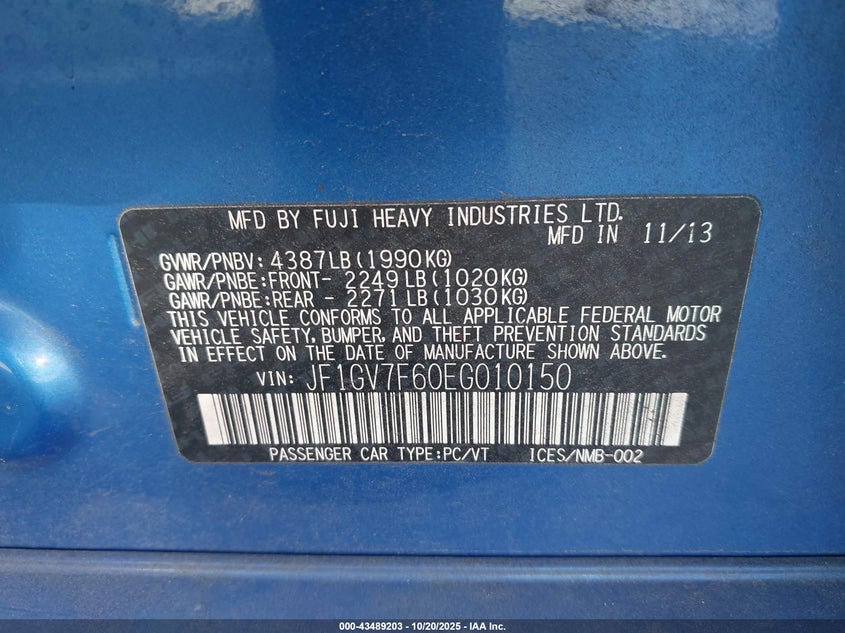 MFD BY FUJI HEAVY INDUSTRIES LTD.
MFD IN 11/13
GVWR/PNBV: 4387LB(1990KG)
GAWR/PNBE:FRONT- 2249LB(1020KG)
GAWR/PNBE:REAR - 2271LB(1030KG)
THIS VEHICLE CONFORMS TO ALL APPLICABLE FEDERAL MOTOR
VEHICLE SAFETY, BUMPER, AND THEFT PREVENTION STANDARDS
IN EFFECT ON THE DATE OF MANUFACTURE SHOWN ABOVE.
VIN: JF1GV7F60EG010150
PASSENGER CAR TYPE:PC/VT ICES/NMB-002
000-43489203 - 10/20/2025 - IAA Inc.